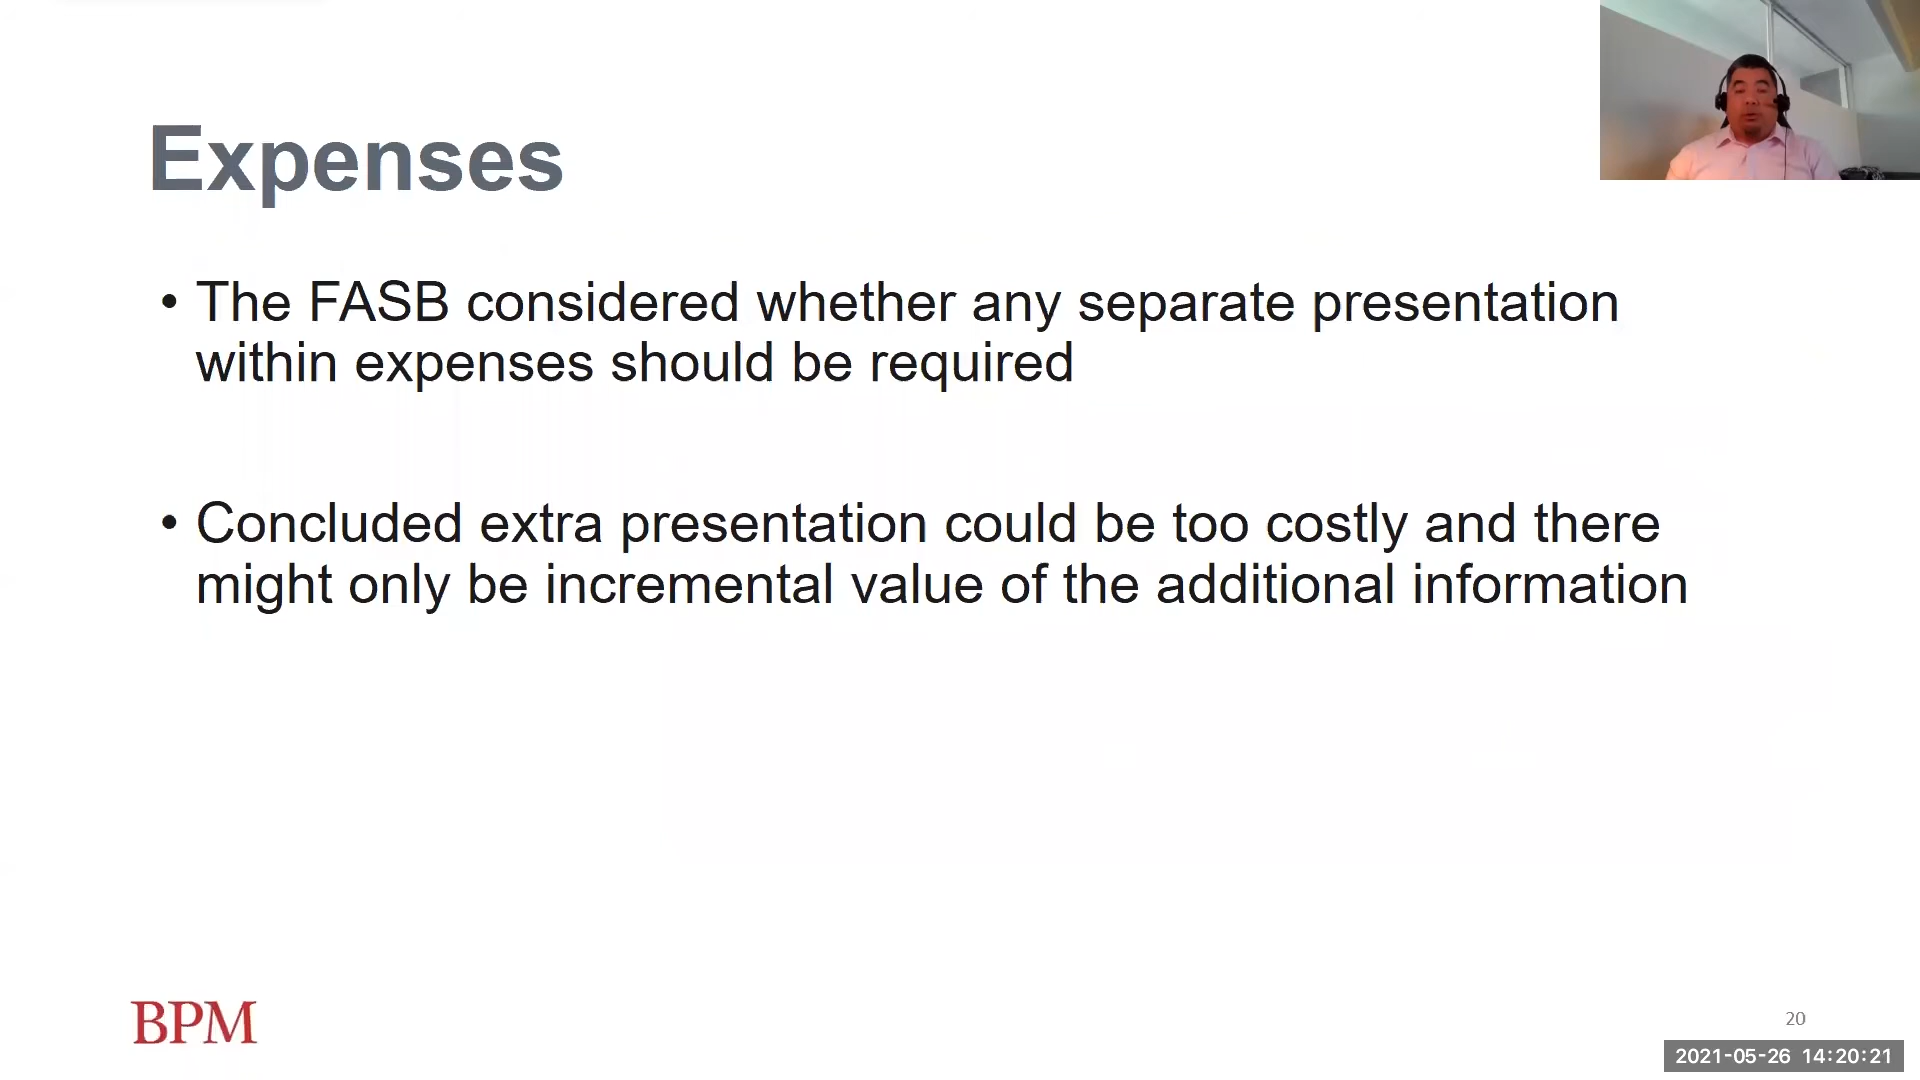 Expenses
• The FASB considered whether any separate presentation
within expenses should be required
• Concluded extra presentation could be too costly and there
might only be incremental value of the additional information
BPM
20
2021-05-26 14:20:21